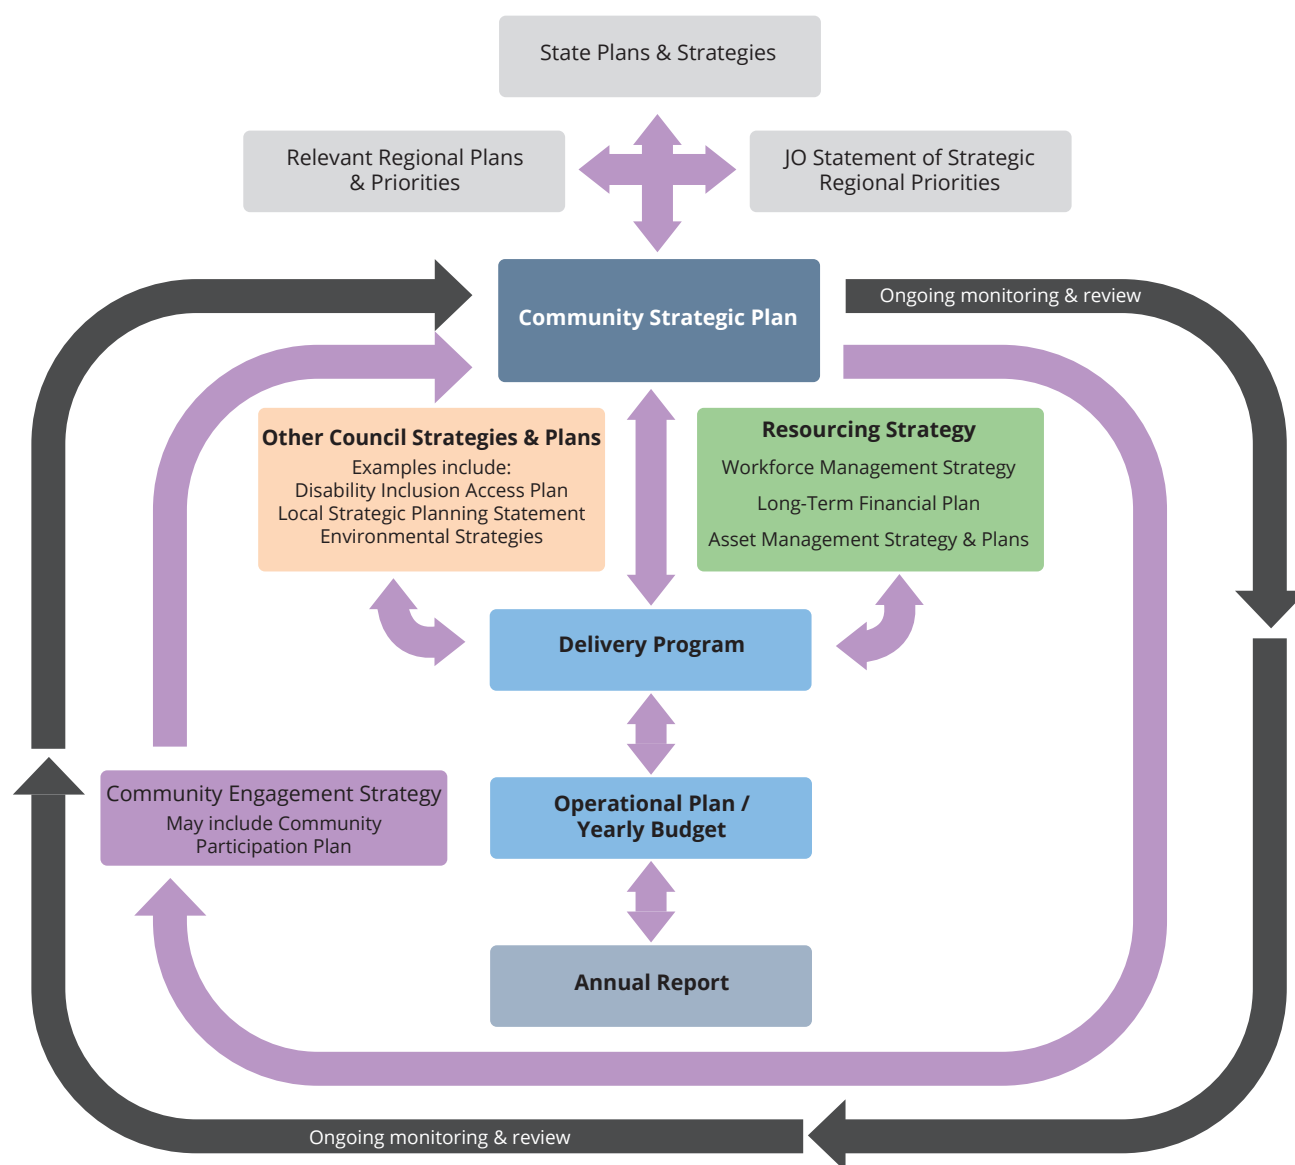 State Plans & Strategies
Relevant Regional Plans
& Priorities
JO Statement of Strategic
Regional Priorities
Community Strategic Plan
Ongoing monitoring & review
Other Council Strategies & Plans
Examples include:
Disability Inclusion Access Plan
Local Strategic Planning Statement
Environmental Strategies
Resourcing Strategy
Workforce Management Strategy
Long-Term Financial Plan
Asset Management Strategy & Plans
Delivery Program
Community Engagement Strategy
May include Community
Participation Plan
Operational Plan /
Yearly Budget
Annual Report
Ongoing monitoring & review